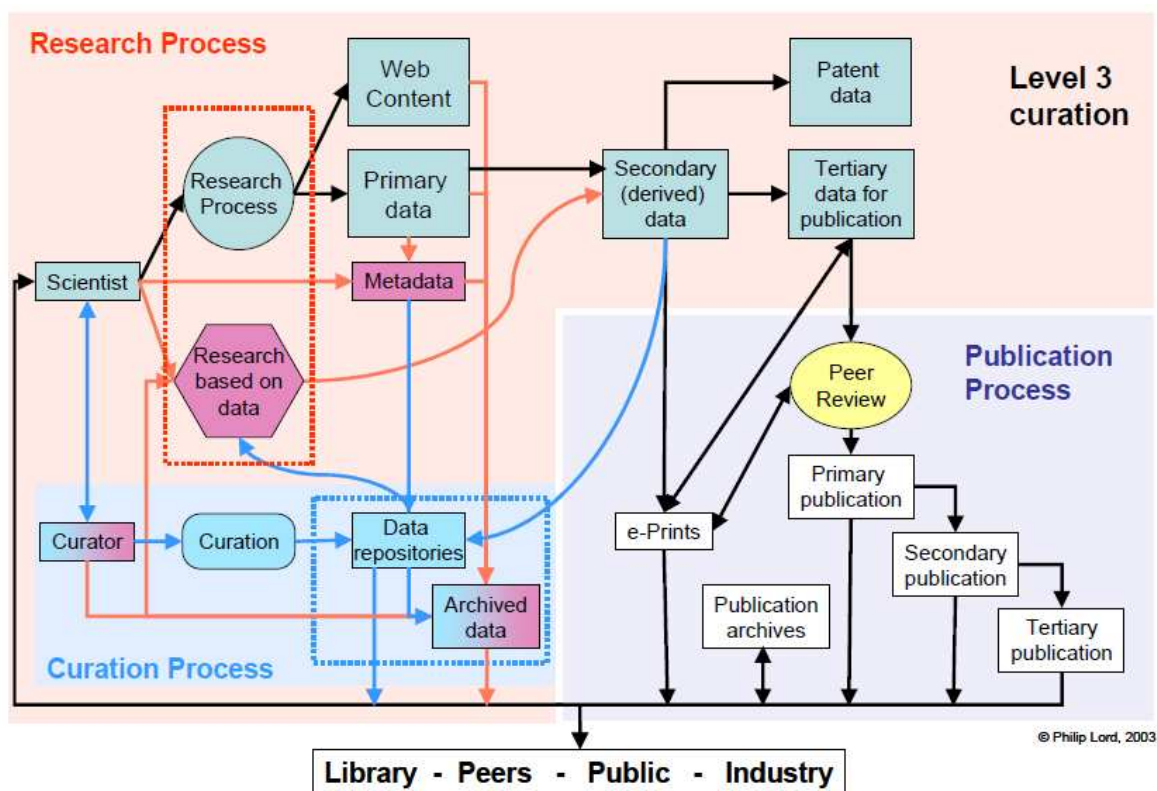 Research Process
Web
Content
Patent
data
Level 3
curation
Research
Process
Primary
data
Secondary
(derived)
data
Tertiary
data for
publication
Scientist
Metadata
Research
based on
data
Publication
Process
Peer
Review
Primary
publication
Curator
Curation
Data
repositories
e-Prints
Secondary
publication
Archived
data
Publication
archives
Tertiary
publication
Curation Process
© Philip Lord, 2003
Library - Peers - Public - Industry